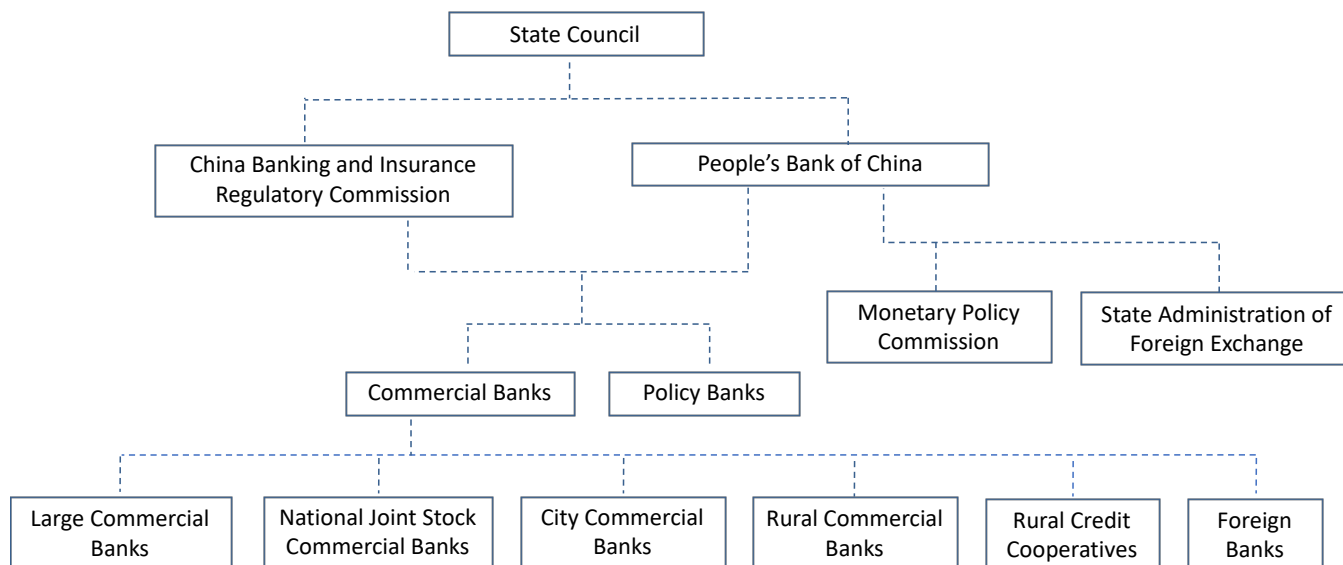 State Council
China Banking and Insurance
Regulatory Commission
People’s Bank of China
Monetary Policy
Commission
State Administration of
Foreign Exchange
Commercial Banks
Policy Banks
Large Commercial
Banks
National Joint Stock
Commercial Banks
City Commercial
Banks
Rural Commercial
Banks
Rural Credit
Cooperatives
Foreign
Banks